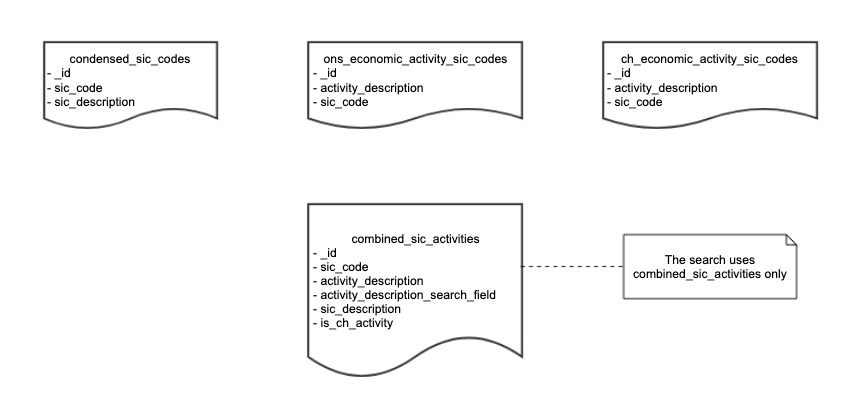 condensed_sic_codes
- _id
- sic_code
- sic_description
ons_economic_activity_sic_codes
- _id
- activity_description
- sic_code
ch_economic_activity_sic_codes
- _id
- activity_description
- sic_code
combined_sic_activities
- _id
- sic_code
- activity_description
- activity_description_search_field
- sic_description
- is_ch_activity
The search uses
combined_sic_activities only